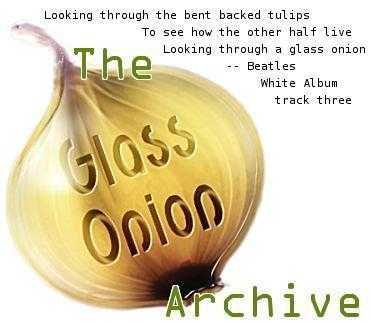 Looking through the bent backed tulips
To see how the other half live
Looking through a glass onion
-- Beatles
White Album
track three
The
Glass
Onion
Archive